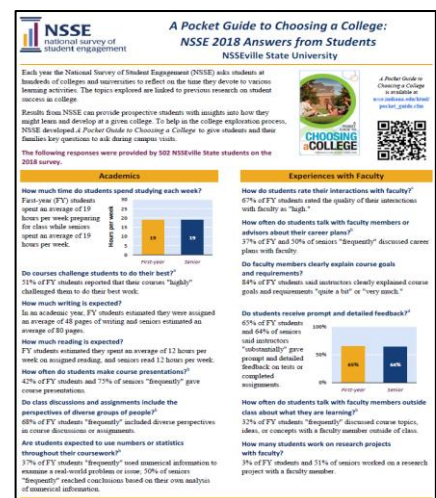 NSSE
national survey of
student engagement
A Pocket Guide to Choosing a College:
NSSE 2018 Answers from Students
NSSEville State University
Each year the National Survey of Student Engagement (NSSE) asks students at
hundreds of colleges and universities to reflect on the time they devote to various
learning activities. The topics explored are linked to previous research on student
success in college.
Results from NSSE can provide prospective students with insights into how they
might learn and develop at a given college. To help in the college exploration process,
NSSE developed A Pocket Guide to Choosing a College to give students and their
families key questions to ask during campus visits.
The following responses were provided by 502 NSSEville State students on the
2018 survey.
CHOOSING
a COLLEGE
A Pocket Guide to
Choosing a College
is available at
Academics
How much time do students spend studying each week?
First-year (FY) students
spent an average of 19
hours per week preparing
for class while seniors
spent an average of 19
hours per week.
Hours per week
30
25
20
15
10
5
0
19
19
First-year
Senior
Do courses challenge students to do their best?
51% of FY students reported that their courses "highly"
challenged them to do their best work.
How much writing is expected?
In an academic year, FY students estimated they were assigned
an average of 48 pages of writing and seniors estimated an
average of 80 pages.
How much reading is expected?
FY students estimated they spent an average of 12 hours per
week on assigned reading, and seniors read 12 hours per week.
How often do students make course presentations?
42% of FY students and 75% of seniors "frequently" gave
course presentations.
Do class discussions and assignments include the
perspectives of diverse groups of people?
68% of FY students "frequently" included diverse perspectives
in course discussions or assignments.
Are students expected to use numbers or statistics
throughout their coursework?
37% of FY students "frequently" used numerical information to
examine a real-world problem or issue; 50% of seniors
"frequently" reached conclusions based on their own analysis
of numerical information.
Experiences with Faculty
How do students rate their interactions with faculty?
67% of FY students rated the quality of their interactions
with faculty as "high."
How often do students talk with faculty members or
advisors about their career plans?
37% of FY and 50% of seniors "frequently" discussed career
plans with faculty.
Do faculty members clearly explain course goals
and requirements?
84% of FY students said instructors clearly explained course
goals and requirements "quite a bit" or "very much."
Do students receive prompt and detailed feedback?
65% of FY students
and 64% of seniors
said instructors
"substantially" gave
prompt and detailed
feedback on tests or
completed
assignments.
100%
50%
0%
65%
64%
First-year
Senior
How often do students talk with faculty members outside
class about what they are learning?
32% of FY students "frequently" discussed course topics,
ideas, or concepts with a faculty member outside of class.
How many students work on research projects
with faculty?
3% of FY students and 51% of seniors worked on a research
project with a faculty member.